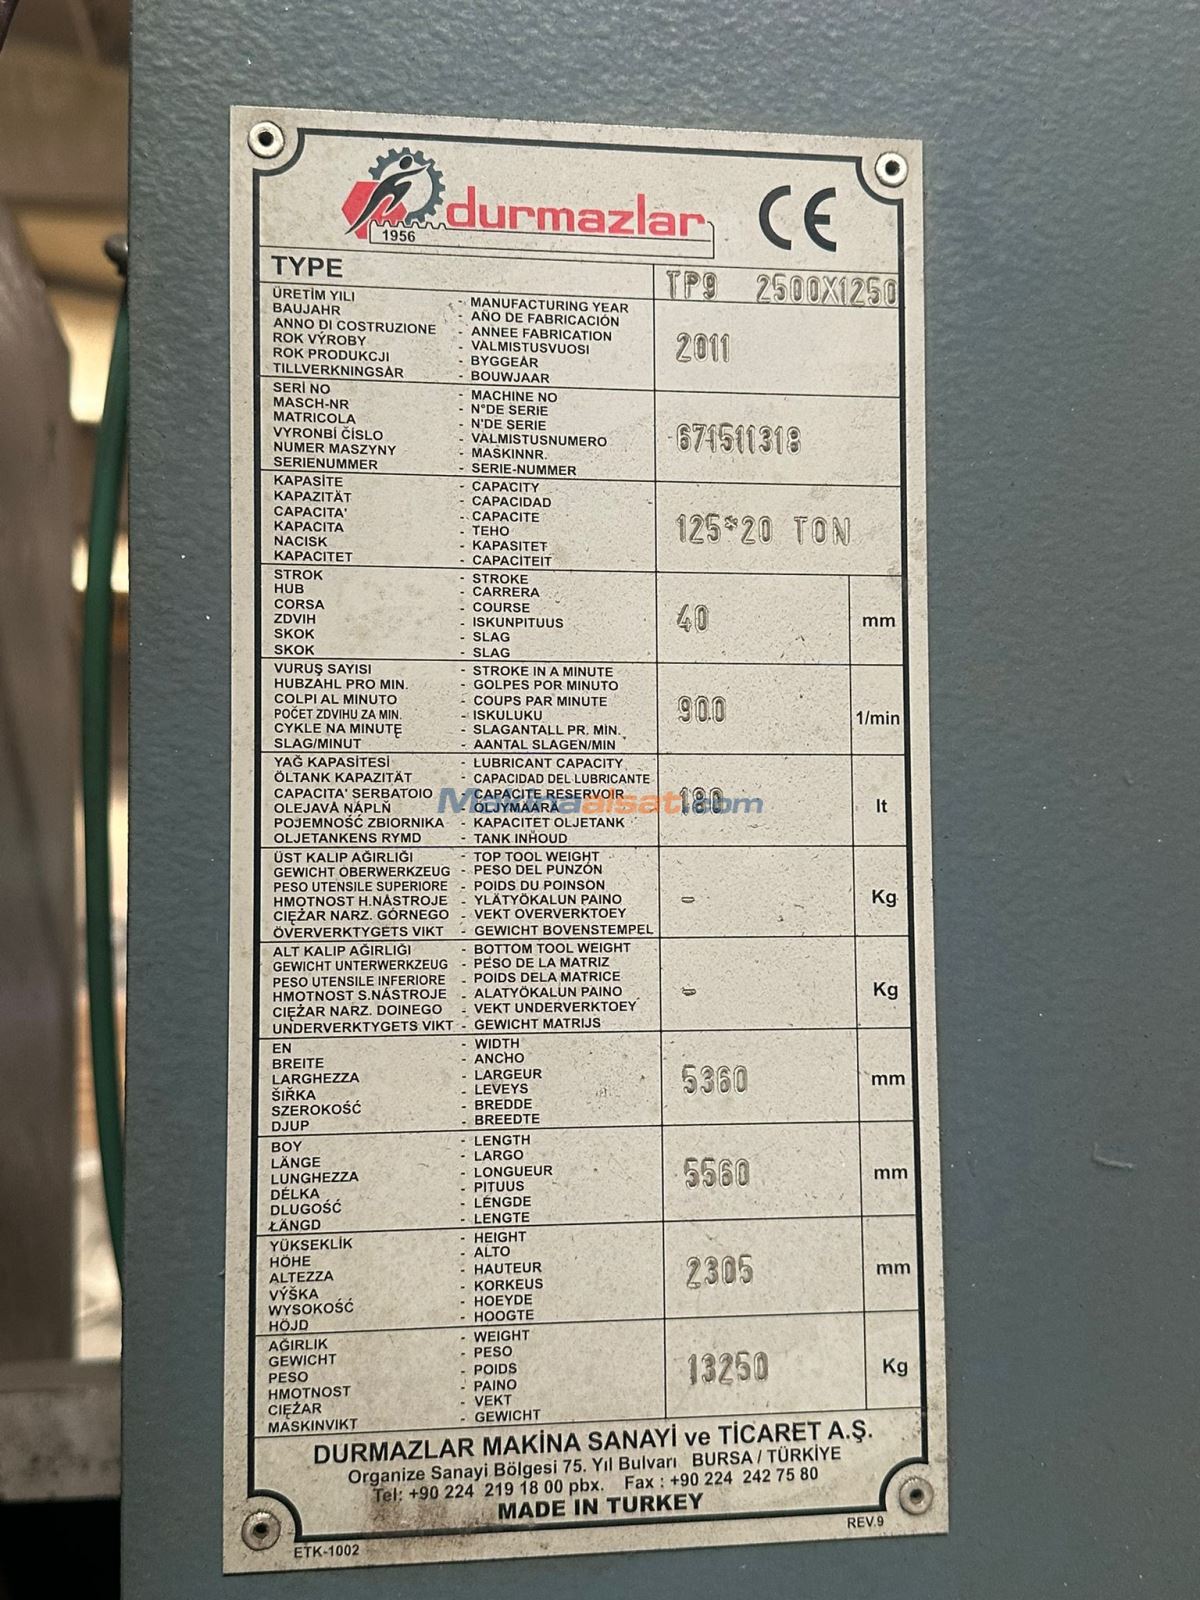 durmazlar
1956
CE
TYPE TP9 2500X1250
ÜRETİM YILI - MANUFACTURING YEAR
BAUJAHR - AÑO DE FABRICACIÓN
ANNO DI COSTRUZIONE - ANNEE FABRICATION
ROK VÝROBY - VALMISTUSVUOSI
ROK PRODUKCJI - BYGGEÅR
TILLVERKNINGSÅR - BOUWJAAR
2011
SERİ NO - MACHINE NO
MASCH-NR - N°DE SERIE
MATRICOLA - N'DE SERIE
VYRONBİ ČÍSLO - VALMISTUSNUMERO
NUMER MASZYNY - MAŠKINNR.
SERIENUMMER - SERIE-NUMMER
671511318
KAPASİTE - CAPACITY
KAPAZITÄT - CAPACIDAD
CAPACITA' - CAPACITE
KAPACITA - TEHO
NACISK - KAPASITET
KAPACITET - CAPACITEIT
125*20 TON
STROK - STROKE
HUB - CARRERA
CORSA - COURSE
ZDVIH - ISKUNPITUUS
SKOK - SLAG
SKOK - SLAG
40 mm
VURUŞ SAYISI - STROKE IN A MINUTE
HUBZAHL PRO MIN. - GOLPES POR MINUTO
COLPI AL MINUTO - COUPS PAR MINUTE
POČET ZDVIHU ZA MIN. - ISKULUKU
CYKLE NA MINUTĘ - SLAGANTALL PR. MIN.
SLAG/MINUT - AANTAL SLAGEN/MIN
900 1/min
YAĞ KAPASİTESİ - LUBRICANT CAPACITY
ÖLTANK KAPAZITÄT - CAPACIDAD DEL LUBRICANTE
CAPACITA' SERBATOIO - CAPACITE RESERVOIR
OLEJAVÁ NÁPLŇ - ÖLJYMÄÄRÄ
POJEMNOŚĆ ZBIORNIKA - KAPACITET OLJETANK
OLJETANKENS RYMD - TANK INHOUD
180 lt
Makinaalsat.com
ÜST KALIP AĞIRLIĞI - TOP TOOL WEIGHT
GEWICHT OBERWERKZEUG - PESO DEL PUNZÓN
PESO UTENSILE SUPERIORE - POIDS DU POINSON
HMOTNOST H.NÁSTROJE - YLÄTYÖKALUN PAINO
CIĘŻAR NARZ. GÓRNEGO - VEKT OVERVERKTOEY
ÖVERVERKTYGETS VIKT - GEWICHT BOVENSTEMPEL
- Kg
ALT KALIP AĞIRLIĞI - BOTTOM TOOL WEIGHT
GEWICHT UNTERWERKZEUG - PESO DE LA MATRIZ
PESO UTENSILE INFERIORE - POIDS DELA MATRICE
HMOTNOST S.NÁSTROJE - ALATYÖKALUN PAINO
CIĘŻAR NARZ. DOINEGO - VEKT UNDERVERKTOEY
UNDERVERKTYGETS VIKT - GEWICHT MATRIJS
- Kg
EN - WIDTH
BREITE - ANCHO
LARGHEZZA - LARGEUR
ŠIŘKA - LEVEYS
SZEROKOŚĆ - BREDDE
DJUP - BREEDTE
5360 mm
BOY - LENGTH
LÄNGE - LARGO
LUNGHEZZA - LONGUEUR
DÉLKA - PITUUS
DLUGOŚĆ - LÉNGDE
ŁÄNGD - LENGTE
5560 mm
YÜKSEKLİK - HEIGHT
HÖHE - ALTO
ALTEZZA - HAUTEUR
VÝŠKA - KORKEUS
WYSOKOŚĆ - HOEYDE
HÖJD - HOOGTE
2305 mm
AĞIRLIK - WEIGHT
GEWICHT - PESO
PESO - POIDS
HMOTNOST - PAINO
CIĘŻAR - VEKT
MASKINVIKT - GEWICHT
13250 Kg
DURMAZLAR MAKİNA SANAYİ ve TİCARET A.Ş.
Organize Sanayi Bölgesi 75. Yıl Bulvarı BURSA / TÜRKİYE
Tel: +90 224 219 18 00 pbx. Fax : +90 224 242 75 80
MADE IN TURKEY
ETK-1002 REV.9